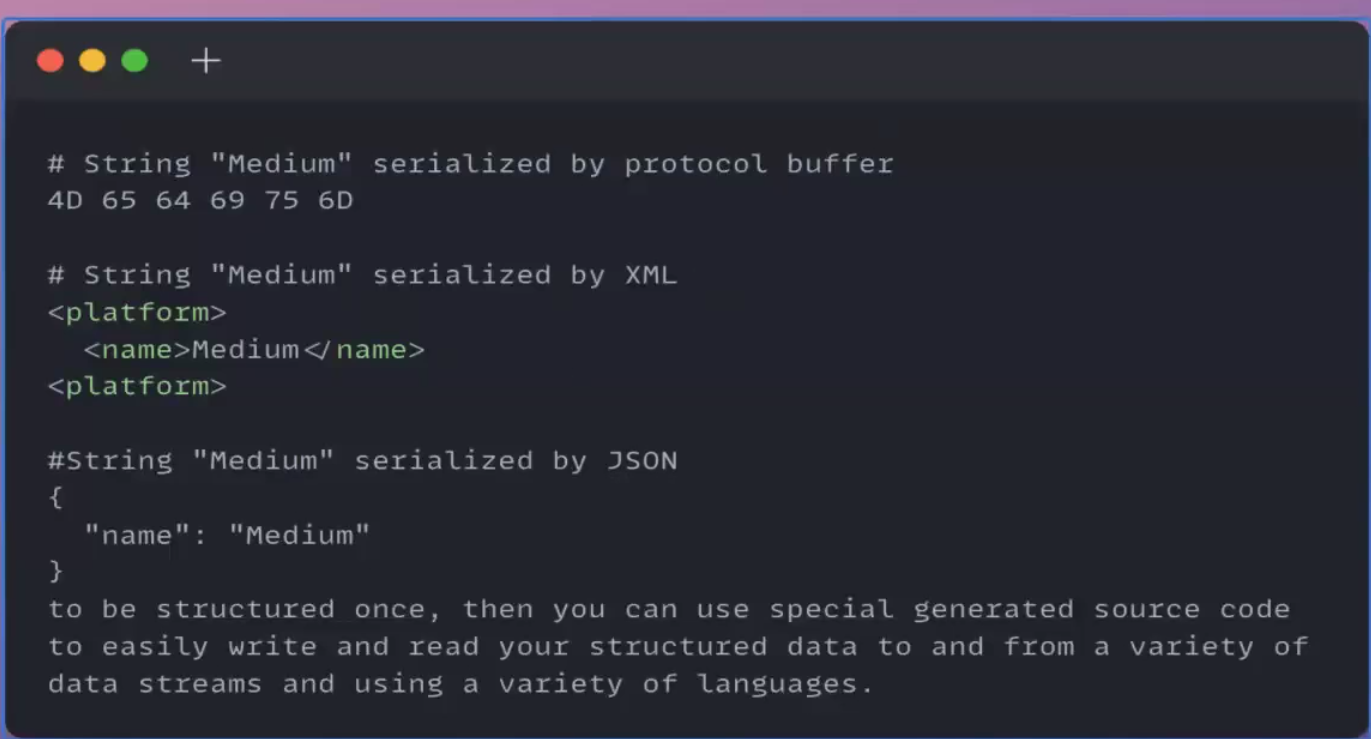 # String "Medium" serialized by protocol buffer
4D 65 64 69 75 6D
# String "Medium" serialized by XML
<platform>
  <name>Medium</name>
<platform>
#String "Medium" serialized by JSON
{
  "name": "Medium"
}
to be structured once, then you can use special generated source code
to easily write and read your structured data to and from a variety of
data streams and using a variety of languages.